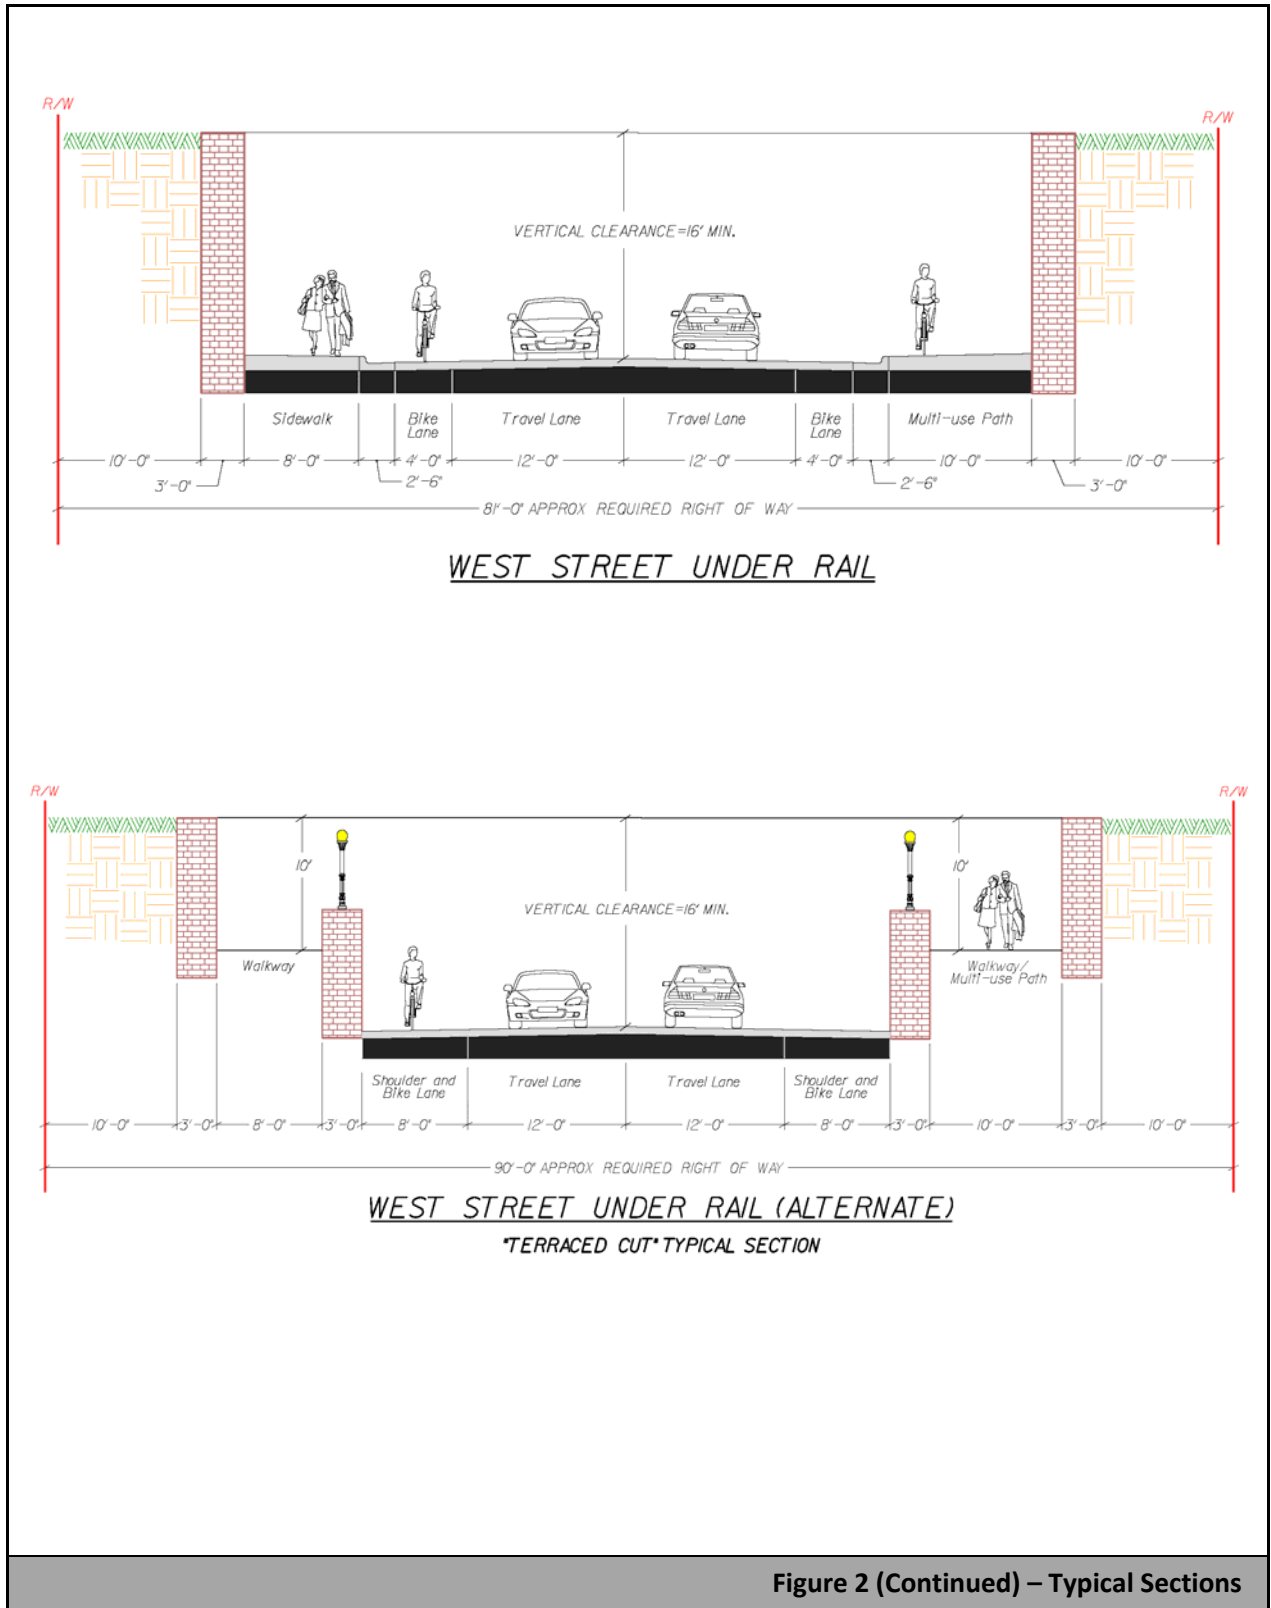 R/W
R/W
VERTICAL CLEARANCE=16' MIN.
Sidewalk
Bike
Lane
Travel Lane
Travel Lane
Bike
Lane
Multi-use Path
10'-0"
8'-0"
4'-0"
12'-0"
12'-0"
4'-0"
10'-0"
10'-0"
3'-0"
2'-6"
2'-6"
3'-0"
81'-0" APPROX REQUIRED RIGHT OF WAY
WEST STREET UNDER RAIL
R/W
R/W
10'
10'
VERTICAL CLEARANCE=16' MIN.
Walkway
Walkway/
Multi-use Path
Shoulder and
Bike Lane
Travel Lane
Travel Lane
Shoulder and
Bike Lane
10'-0"
3'-0"
8'-0"
3'-0"
8'-0"
12'-0"
12'-0"
8'-0"
3'-0"
10'-0"
3'-0"
10'-0"
90'-0" APPROX REQUIRED RIGHT OF WAY
WEST STREET UNDER RAIL (ALTERNATE)
"TERRACED CUT" TYPICAL SECTION
Figure 2 (Continued) – Typical Sections